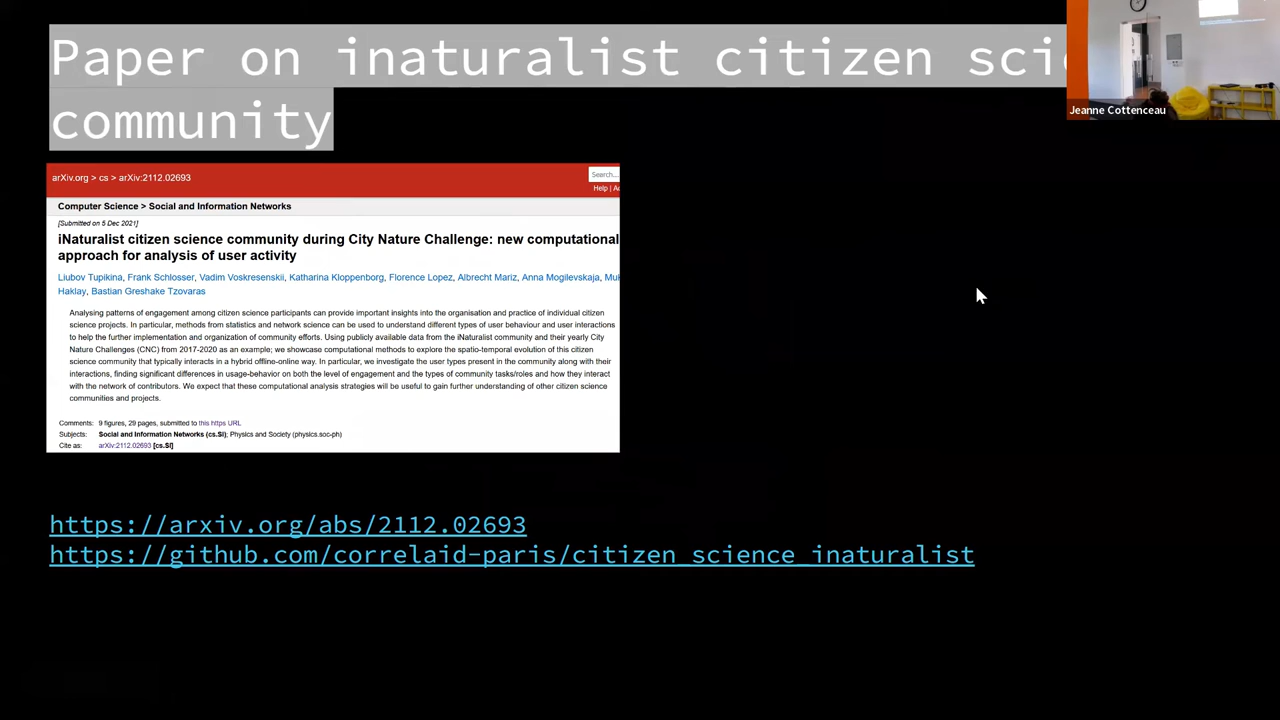 Paper on inaturalist citizen
community
Jeanne Cottenceau
arXiv.org > cs > arXiv:2112.02693
Search...
Help |
Computer Science > Social and Information Networks
[Submitted on 5 Dec 2021]
iNaturalist citizen science community during City Nature Challenge: new computational
approach for analysis of user activity
Liubov Tupikina, Frank Schlosser, Vadim Voskresenskii, Katharina Kloppenborg, Florence Lopez, Albrecht Mariz, Anna Mogilevskaja,
Haklay, Bastian Greshake Tzovaras
Analysing patterns of engagement among citizen science participants can provide important insights into the organisation and practice of individual citizen
science projects. In particular, methods from statistics and network science can be used to understand different types of user behaviour and user interactions
to help the further implementation and organization of community efforts. Using publicly available data from the iNaturalist community and their yearly City
Nature Challenges (CNC) from 2017-2020 as an example; we showcase computational methods to explore the spatio-temporal evolution of this citizen
science community that typically interacts in a hybrid offline-online way. In particular, we investigate the user types present in the community along with their
interactions, finding significant differences in usage-behavior on both the level of engagement and the types of community tasks/roles and how they interact
with the network of contributors. We expect that these computational analysis strategies will be useful to gain further understanding of other citizen science
communities and projects.
Comments: 9 figures, 29 pages, submitted to this https URL
Subjects: Social and Information Networks (cs.SI); Physics and Society (physics.soc-ph)
Cite as: arXiv:2112.02693 [cs.SI]
https://arxiv.org/abs/2112.02693
https://github.com/correlaid-paris/citizen_science_inaturalist